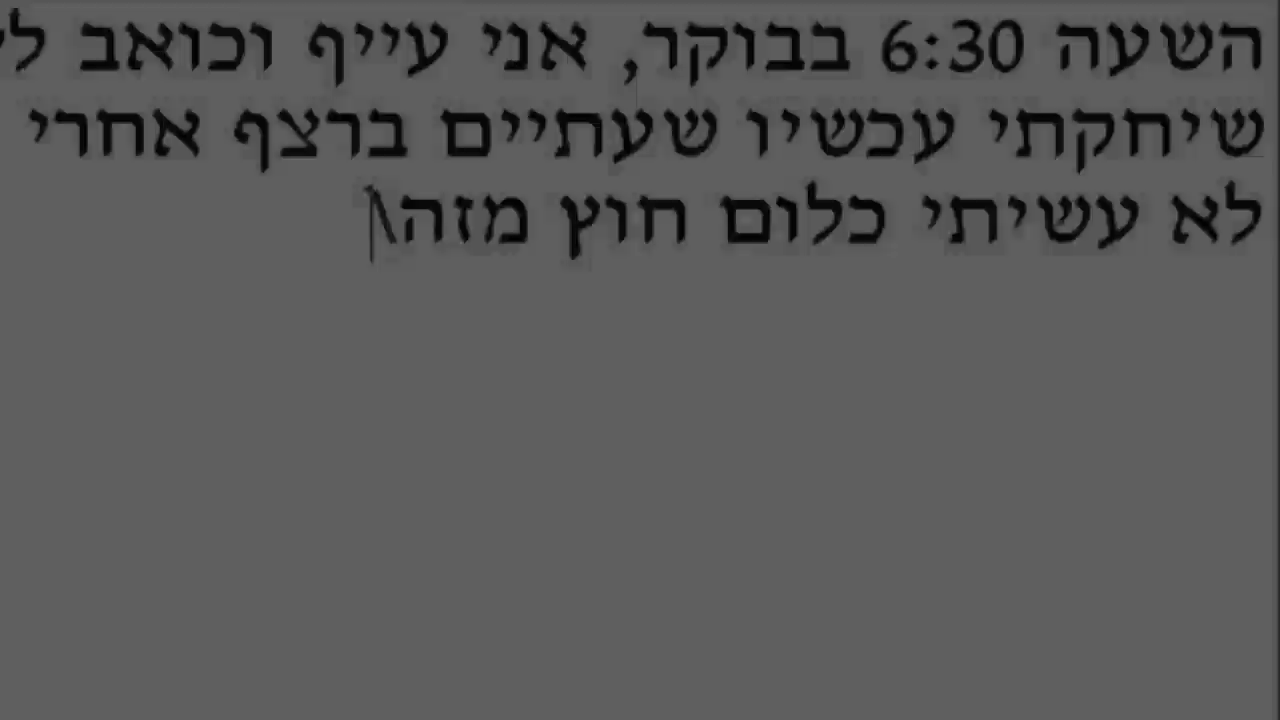 השעה 6:30 בבוקר, אני עייף וכואב
שיחקתי עכשיו שעתיים ברצף אחרי
לא עשיתי כלום חוץ מזה\